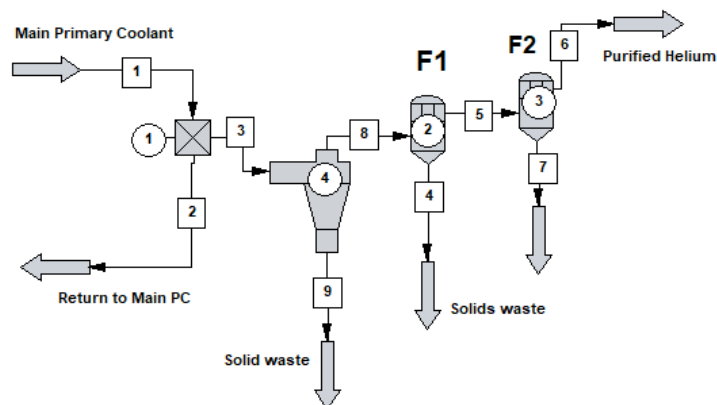 Main Primary Coolant
1
1
3
2
Return to Main PC
8
4
9
Solid waste
F1
2
5
4
Solids waste
F2
3
6
7
Purified Helium